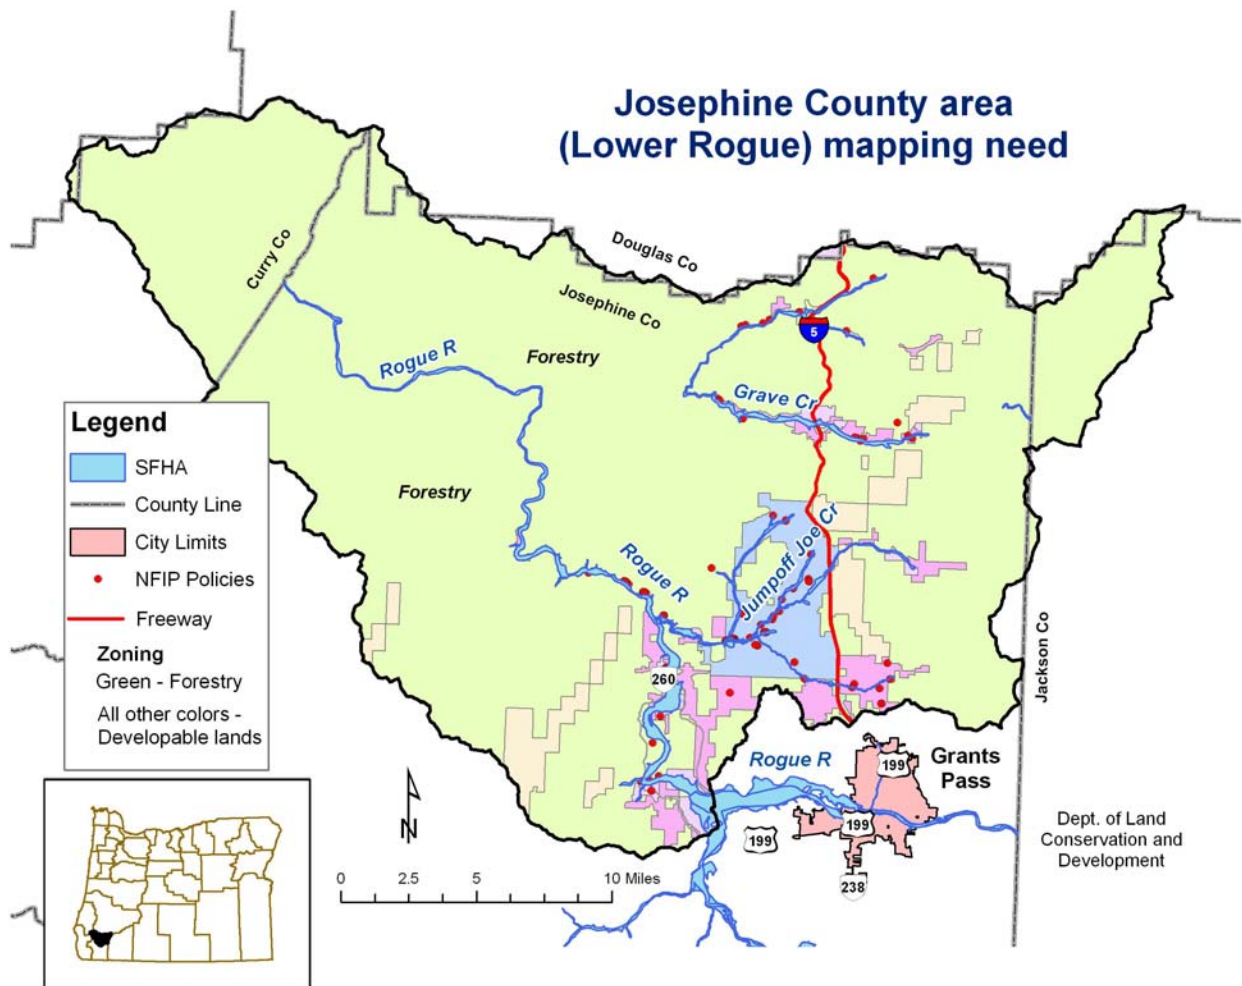 Josephine County area
(Lower Rogue) mapping need
Curry Co
Douglas Co
Josephine Co
Rogue R
Forestry
5
Grave Cr
Forestry
Rogue R
Jumpoff Joe Cr
260
Jackson Co
Legend
SFHA
County Line
City Limits
NFIP Policies
Freeway
Zoning
Green - Forestry
All other colors -
Developable lands
Rogue R
199
Grants
Pass
199
199
238
N
0 2.5 5 10 Miles
Dept. of Land
Conservation and
Development